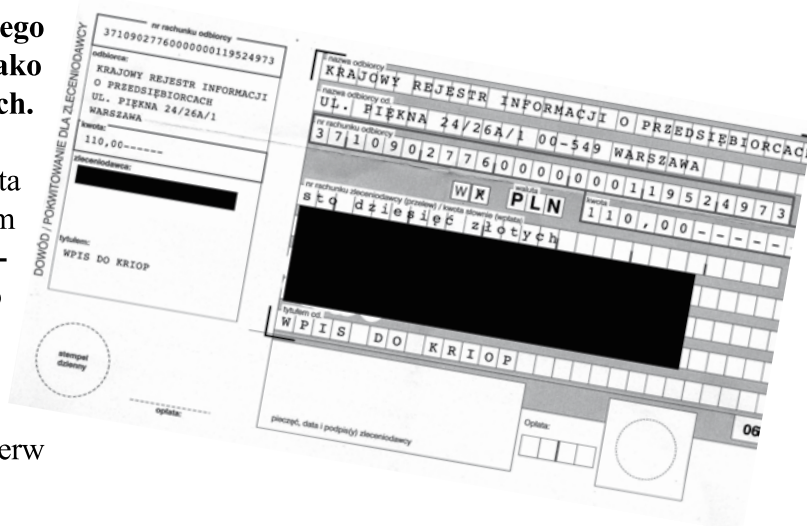 ego
ako
ch.
ta
m
-
erw
DOWÓD / POKWITOWANIE DLA ZLECENIODAWCY
nr rachunku odbiorcy
37109027760000000119524973
odbiorca:
KRAJOWY REJESTR INFORMACJI
O PRZEDSIĘBIORCACH
UL. PIĘKNA 24/26A/1
WARSZAWA
kwota:
110,00------
zleceniodawca:
tytułem:
WPIS DO KRIOP
stempel
dzienny
opłata:
nazwa odbiorcy
KRAJOWY REJESTR INFORMACJI O PRZEDSIĘBIORCACH
nazwa odbiorcy cd.
UL. PIĘKNA 24/26A/1 00-549 WARSZAWA
nr rachunku odbiorcy
37109027760000000119524973
W X
waluta
PLN
kwota
110,00-----
nr rachunku zleceniodawcy (przelew) / kwota słownie (wpłata)
sto dziesięć złotych
tytułem cd.
WPIS DO KRIOP
pieczęć, data i podpis(y) zleceniodawcy
Opłata:
06